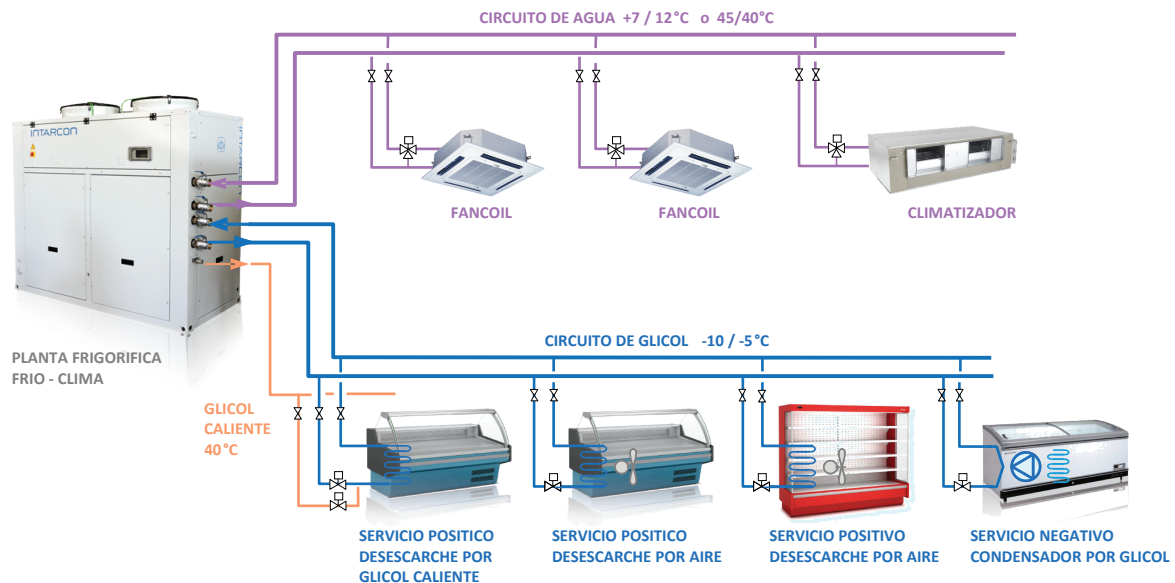 CIRCUITO DE AGUA +7 / 12°C o 45/40°C
INTARCON
FANCOIL
FANCOIL
CLIMATIZADOR
CIRCUITO DE GLICOL -10 / -5°C
PLANTA FRIGORIFICA
FRIO - CLIMA
GLICOL
CALIENTE
40°C
SERVICIO POSITICO
DESESCARCHE POR
GLICOL CALIENTE
SERVICIO POSITICO
DESESCARCHE POR AIRE
SERVICIO POSITIVO
DESESCARCHE POR AIRE
SERVICIO NEGATIVO
CONDENSADOR POR GLICOL